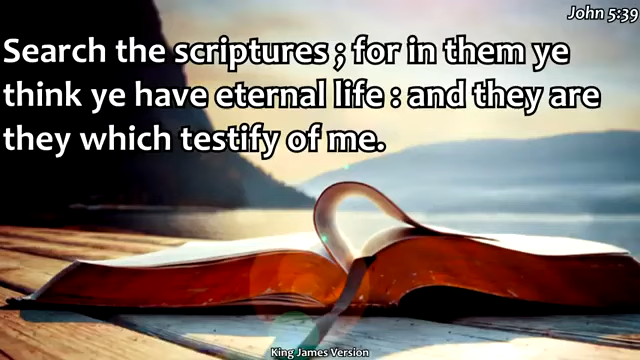 John 5:39
Search the scriptures ; for in them ye
think ye have eternal life : and they are
they which testify of me.
King James Version